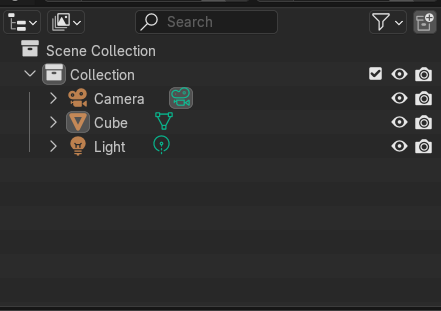 Search
Scene Collection
Collection
Camera
Cube
Light